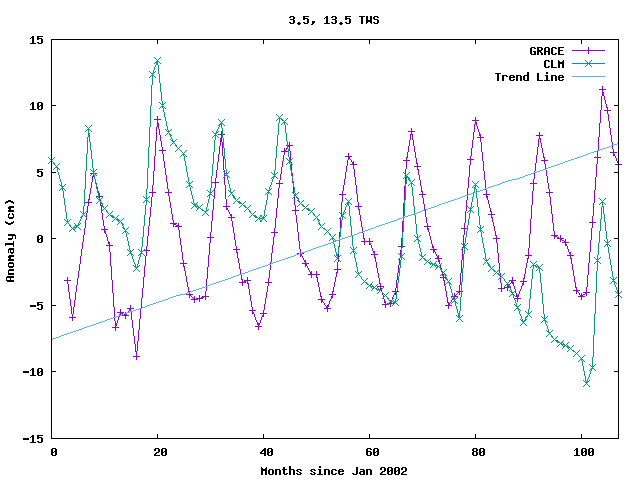 3.5, 13.5 TWS
GRACE
CLM
Trend Line
15
10
5
0
-5
-10
-15
Anomaly (cm)
0 20 40 60 80 100
Months since Jan 2002